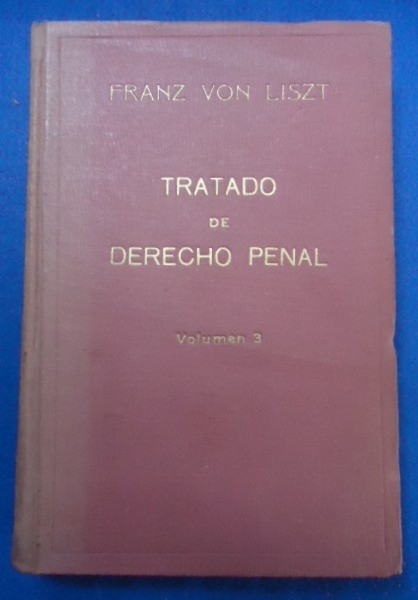 FRANZ VON LISZT
TRATADO
DE
DERECHO PENAL
Volumen 3